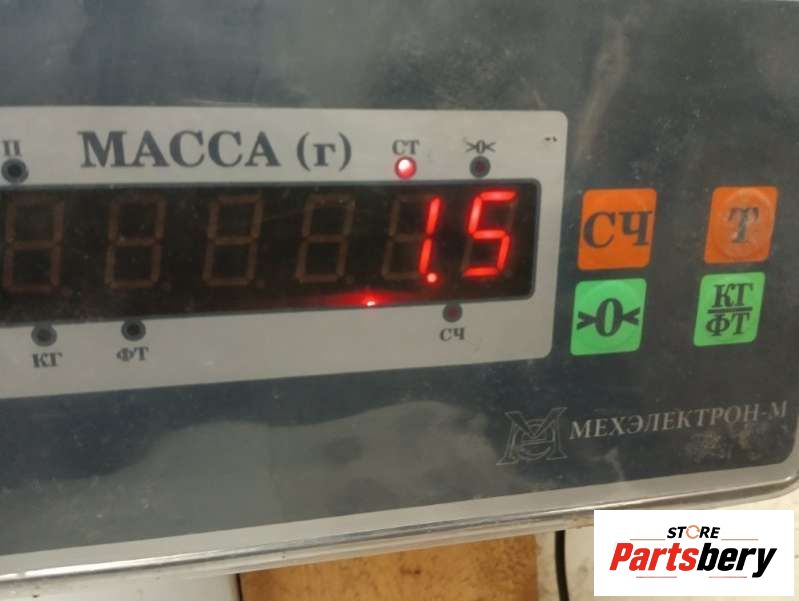 П
МАССА (г)
СТ
>0<
1.5
КГ
ФТ
СЧ
СЧ
Т
>0<
КГ
ФТ
МЕХЭЛЕКТРОН-М
STORE
Partsbery